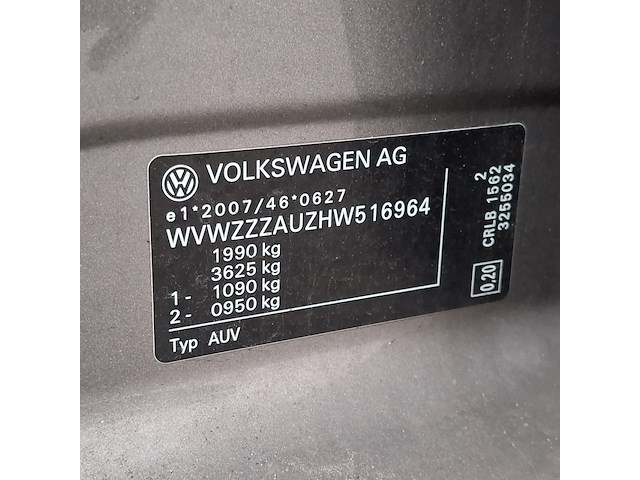 VOLKSWAGEN AG
e1*2007/46*0627
WVWZZZAUZHW516964
1990 kg
3625 kg
1 - 1090 kg
2 - 0950 kg
Typ AUV
2
CRLB 1562
3255034
0,20